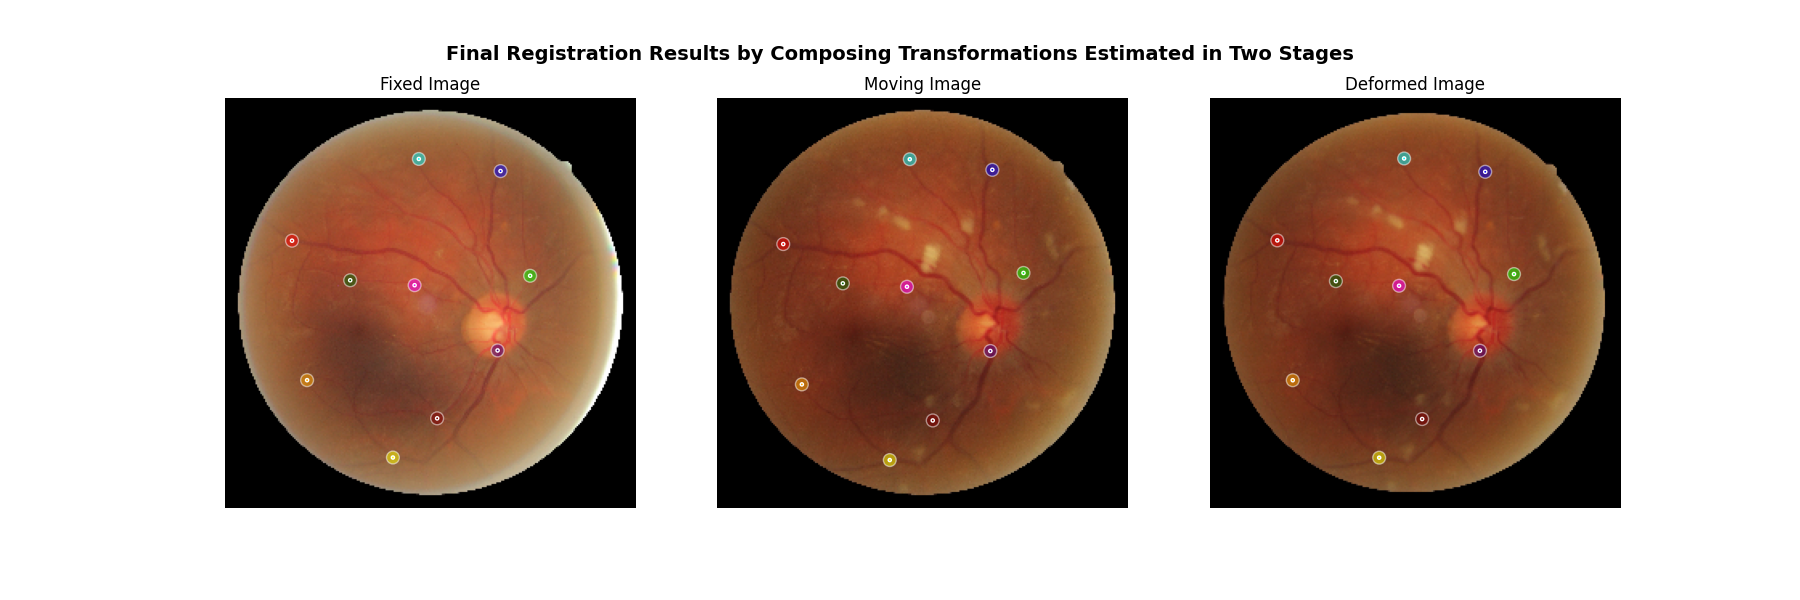 Final Registration Results by Composing Transformations Estimated in Two Stages
Fixed Image
Moving Image
Deformed Image